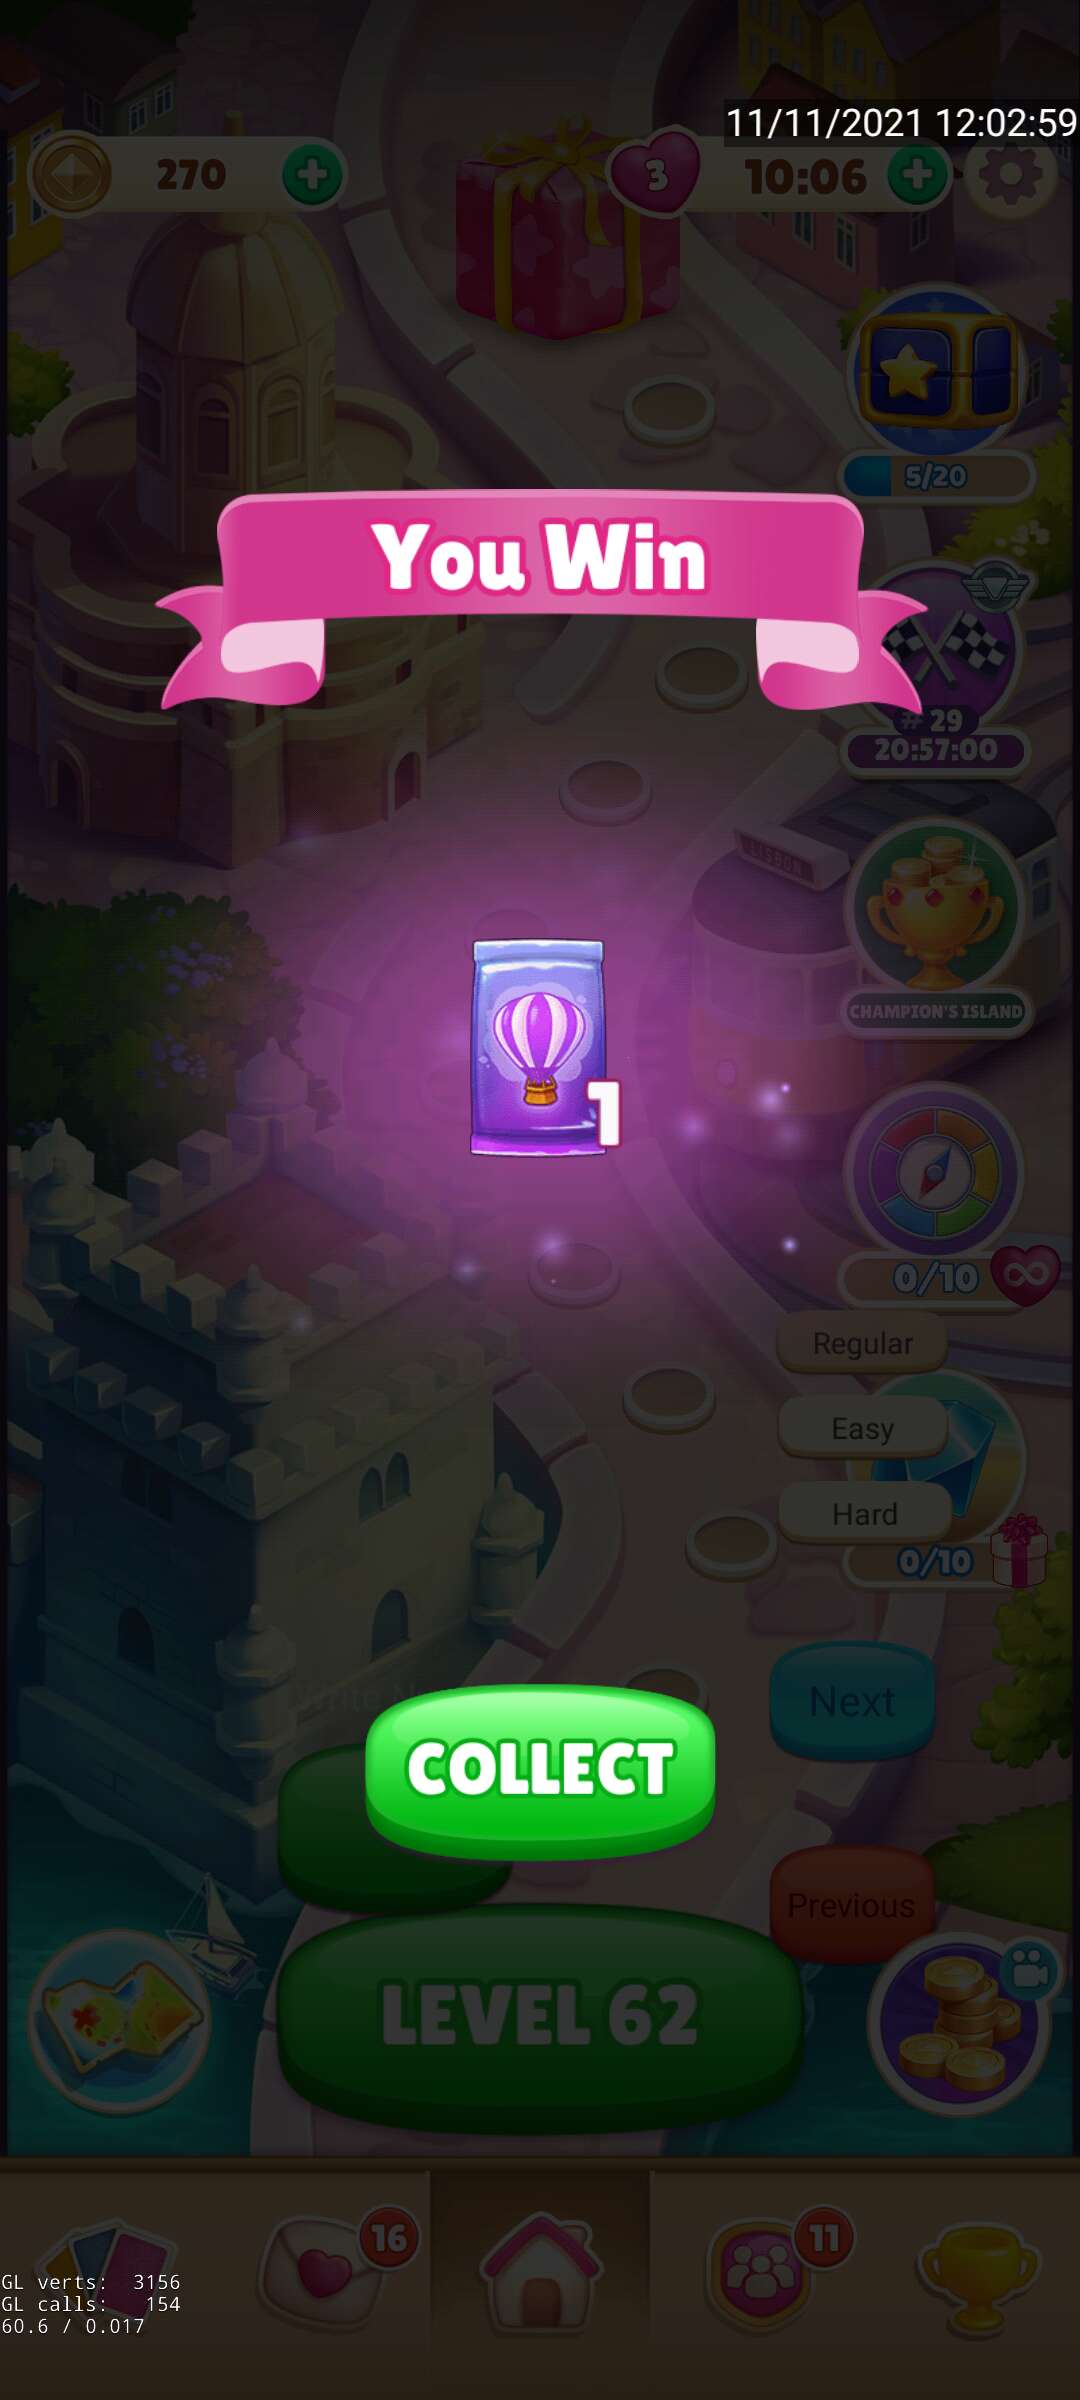 11/11/2021 12:02:59
270
3
10:06
5/20
You Win
# 29
20:57:00
LISBON
CHAMPION'S ISLAND
1
0/10
Regular
Easy
Hard
0/10
Next
COLLECT
Previous
LEVEL 62
16
11
GL verts: 3156
GL calls: 154
60.6 / 0.017